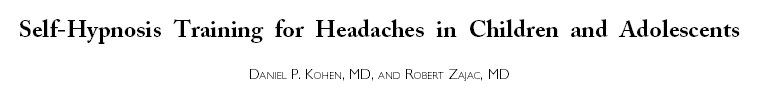 Self-Hypnosis Training for Headaches in Children and Adolescents
Daniel P. Kohen, MD, and Robert Zajac, MD